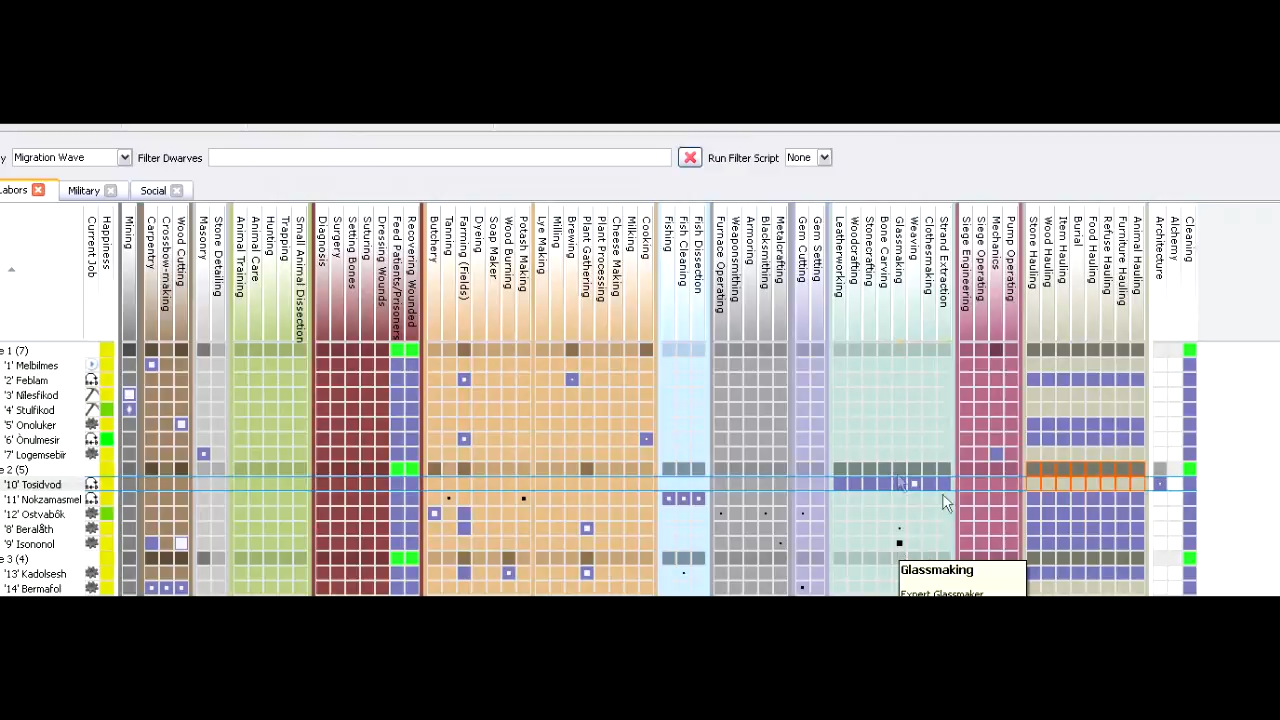 y Migration Wave Filter Dwarves Run Filter Script None
Labors Military Social
Current Job
Happiness
Mining
Carpentry
Crossbow-making
Wood Cutting
Masonry
Stone Detailing
Animal Training
Animal Care
Hunting
Trapping
Small Animal Dissection
Diagnosis
Surgery
Setting Bones
Suturing
Dressing Wounds
Feed Patients/Prisoners
Recovering Wounded
Butchery
Tanning
Farming (Fields)
Dyeing
Soap Maker
Wood Burning
Potash Making
Lye Making
Milling
Brewing
Plant Gathering
Plant Processing
Cheese Making
Milking
Cooking
Fishing
Fish Cleaning
Fish Dissection
Furnace Operating
Weaponsmithing
Armoring
Blacksmithing
Metalcrafting
Gem Cutting
Gem Setting
Leatherworking
Woodcrafting
Stonecrafting
Bone Carving
Glassmaking
Weaving
Clothesmaking
Strand Extraction
Siege Engineering
Siege Operating
Mechanics
Pump Operating
Stone Hauling
Wood Hauling
Item Hauling
Burial
Food Hauling
Refuse Hauling
Furniture Hauling
Animal Hauling
Architecture
Alchemy
Cleaning
e 1 (7)
'1' Melbilmes
'2' Feblam
'3' Nilesfikod
'4' Stulfikod
'5' Onoluker
'6' Onulmesir
'7' Logemsebir
e 2 (5)
'10' Tosidvod
'11' Nokzamasmel
'12' Ostvabôk
'8' Beralåth
'9' Isononol
e 3 (4)
'13' Kadolsesh
'14' Bermafol
Glassmaking
Expert Glassmaker